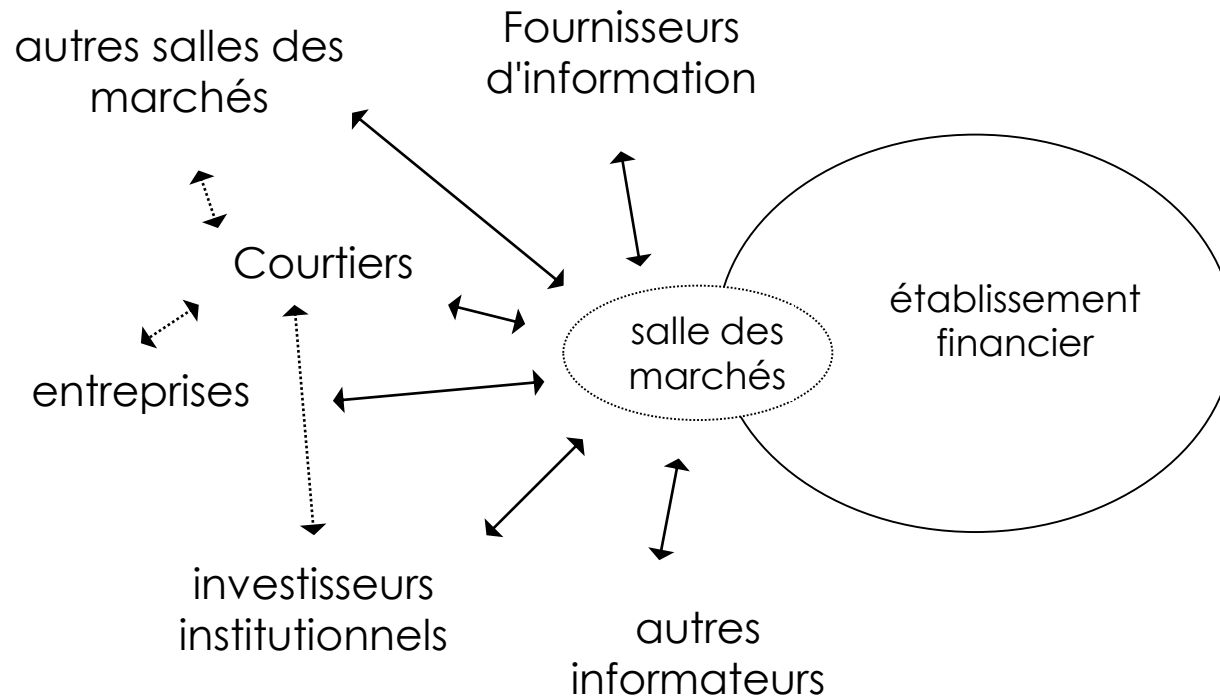 autres salles des
marchés
Fournisseurs
d'information
Courtiers
établissement
financier
salle des
marchés
entreprises
investisseurs
institutionnels
autres
informateurs